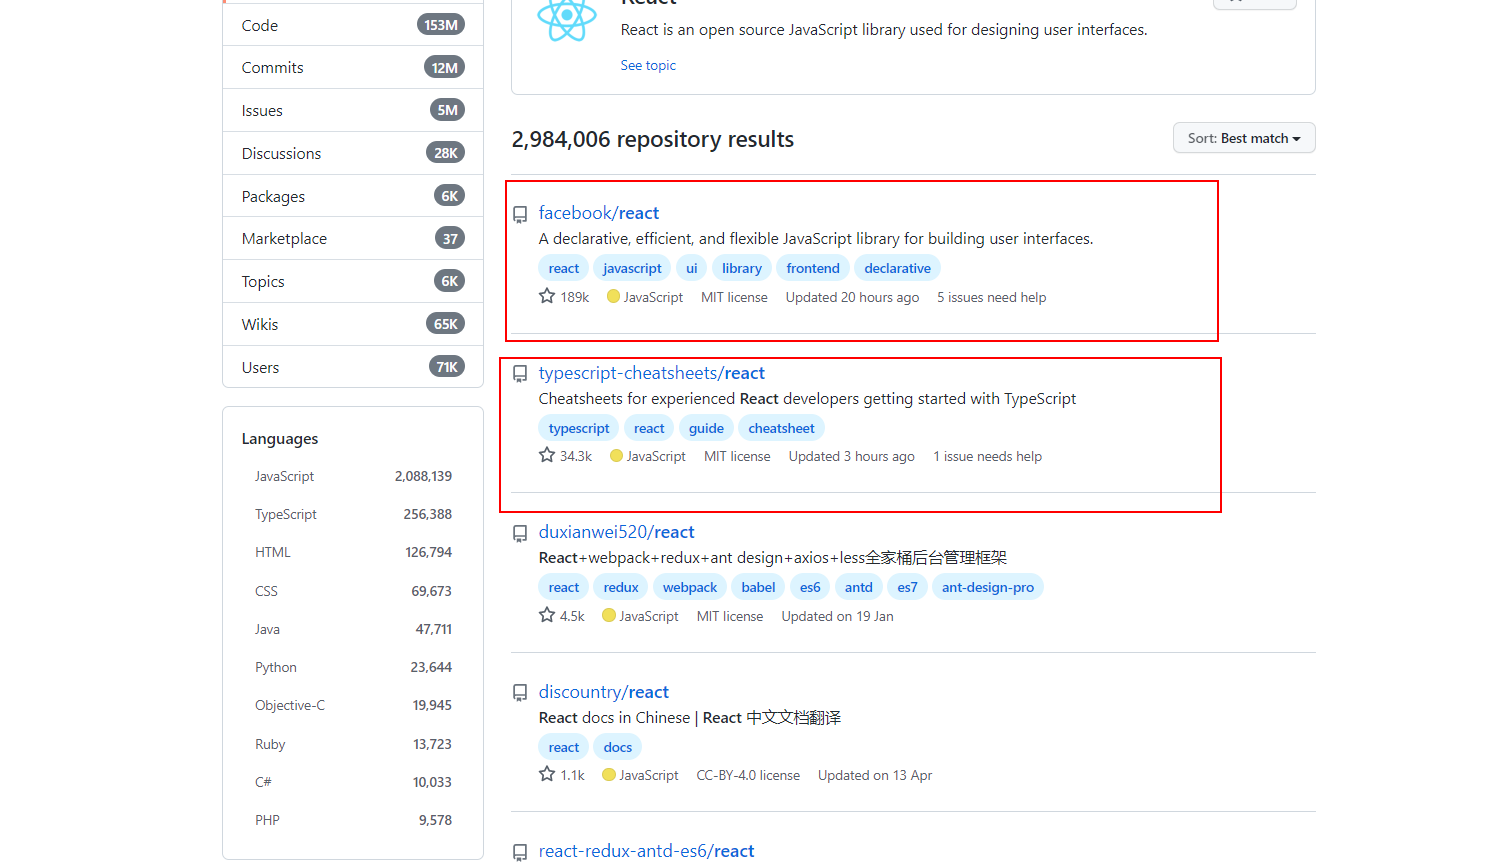 Code 153M
Commits 12M
Issues 5M
Discussions 28K
Packages 6K
Marketplace 37
Topics 6K
Wikis 65K
Users 71K
Languages
JavaScript 2,088,139
TypeScript 256,388
HTML 126,794
CSS 69,673
Java 47,711
Python 23,644
Objective-C 19,945
Ruby 13,723
C# 10,033
PHP 9,578
React
React is an open source JavaScript library used for designing user interfaces.
See topic
2,984,006 repository results
Sort: Best match
facebook/react
A declarative, efficient, and flexible JavaScript library for building user interfaces.
react javascript ui library frontend declarative
189k JavaScript MIT license Updated 20 hours ago 5 issues need help
typescript-cheatsheets/react
Cheatsheets for experienced React developers getting started with TypeScript
typescript react guide cheatsheet
34.3k JavaScript MIT license Updated 3 hours ago 1 issue needs help
duxianwei520/react
React+webpack+redux+ant design+axios+less全家桶后台管理框架
react redux webpack babel es6 antd es7 ant-design-pro
4.5k JavaScript MIT license Updated on 19 Jan
discountry/react
React docs in Chinese | React 中文文档翻译
react docs
1.1k JavaScript CC-BY-4.0 license Updated on 13 Apr
react-redux-antd-es6/react